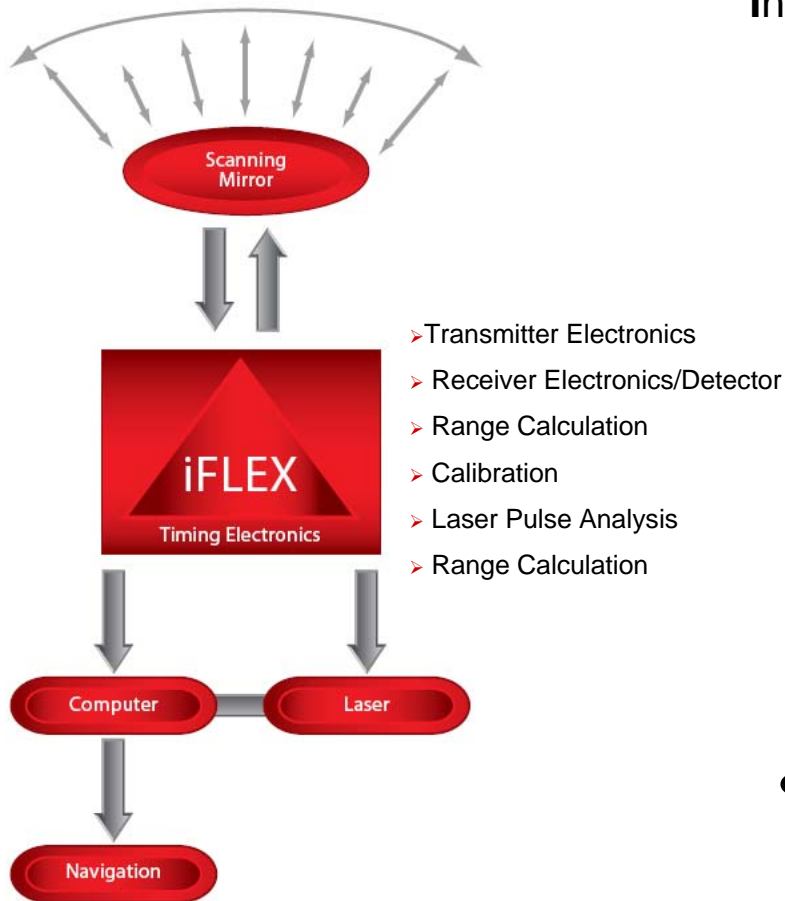 In
Scanning
Mirror
➢Transmitter Electronics
➢ Receiver Electronics/Detector
➢ Range Calculation
➢ Calibration
➢ Laser Pulse Analysis
➢ Range Calculation
iFLEX
Timing Electronics
Computer
Laser
Navigation